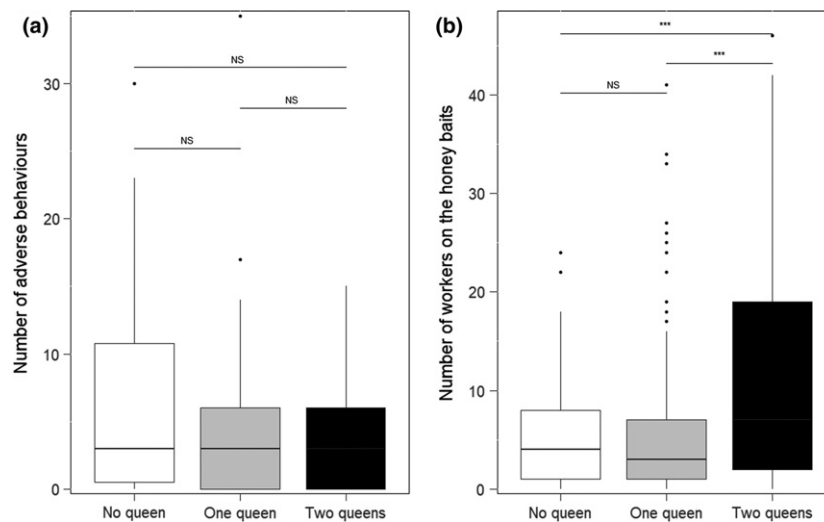 (a)
Number of adverse behaviours
30
20
10
0
NS
NS
NS
No queen One queen Two queens
(b)
Number of workers on the honey baits
40
30
20
10
0
***
***
NS
No queen One queen Two queens